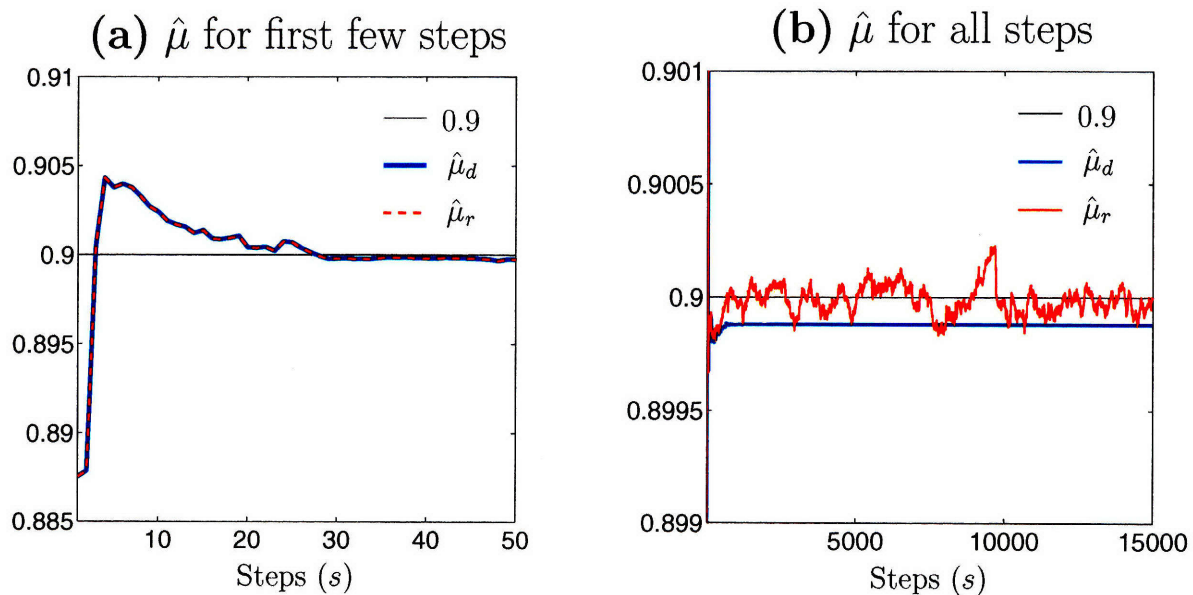 (a) μ̂ for first few steps
0.91
0.905
0.9
0.895
0.89
0.885
0.9
μ̂_d
μ̂_r
10 20 30 40 50
Steps (s)
(b) μ̂ for all steps
0.901
0.9005
0.9
0.8995
0.899
0.9
μ̂_d
μ̂_r
5000 10000 15000
Steps (s)